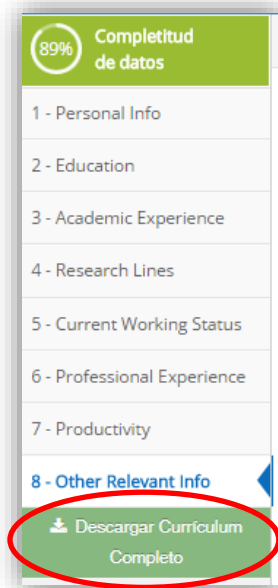 89%
Completitud
de datos
1 - Personal Info
2 - Education
3 - Academic Experience
4 - Research Lines
5 - Current Working Status
6 - Professional Experience
7 - Productivity
8 - Other Relevant Info
Descargar Currículum
Completo